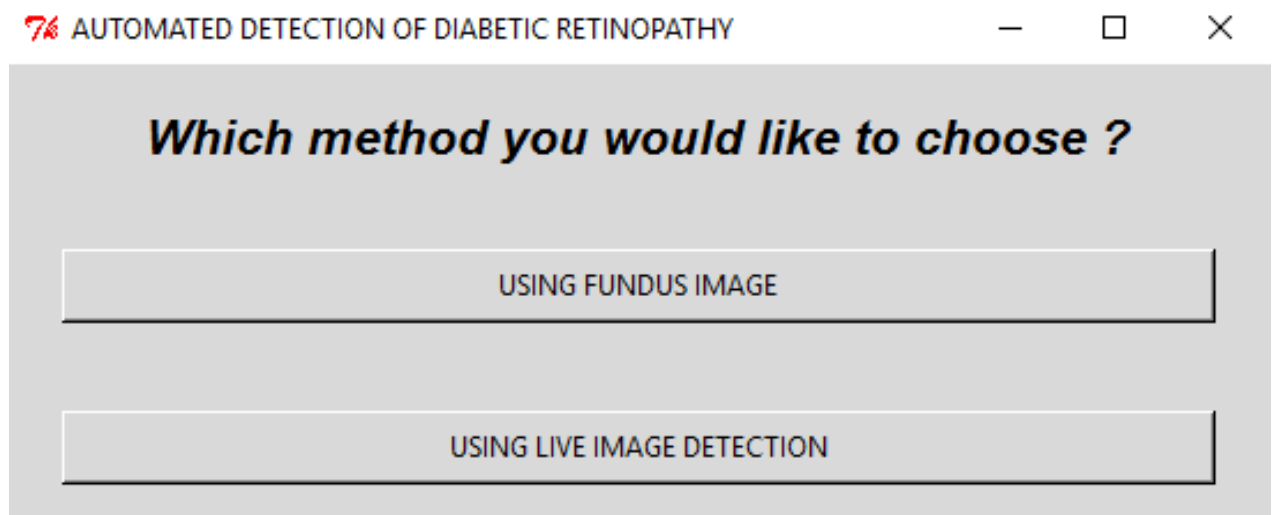 AUTOMATED DETECTION OF DIABETIC RETINOPATHY
Which method you would like to choose ?
USING FUNDUS IMAGE
USING LIVE IMAGE DETECTION